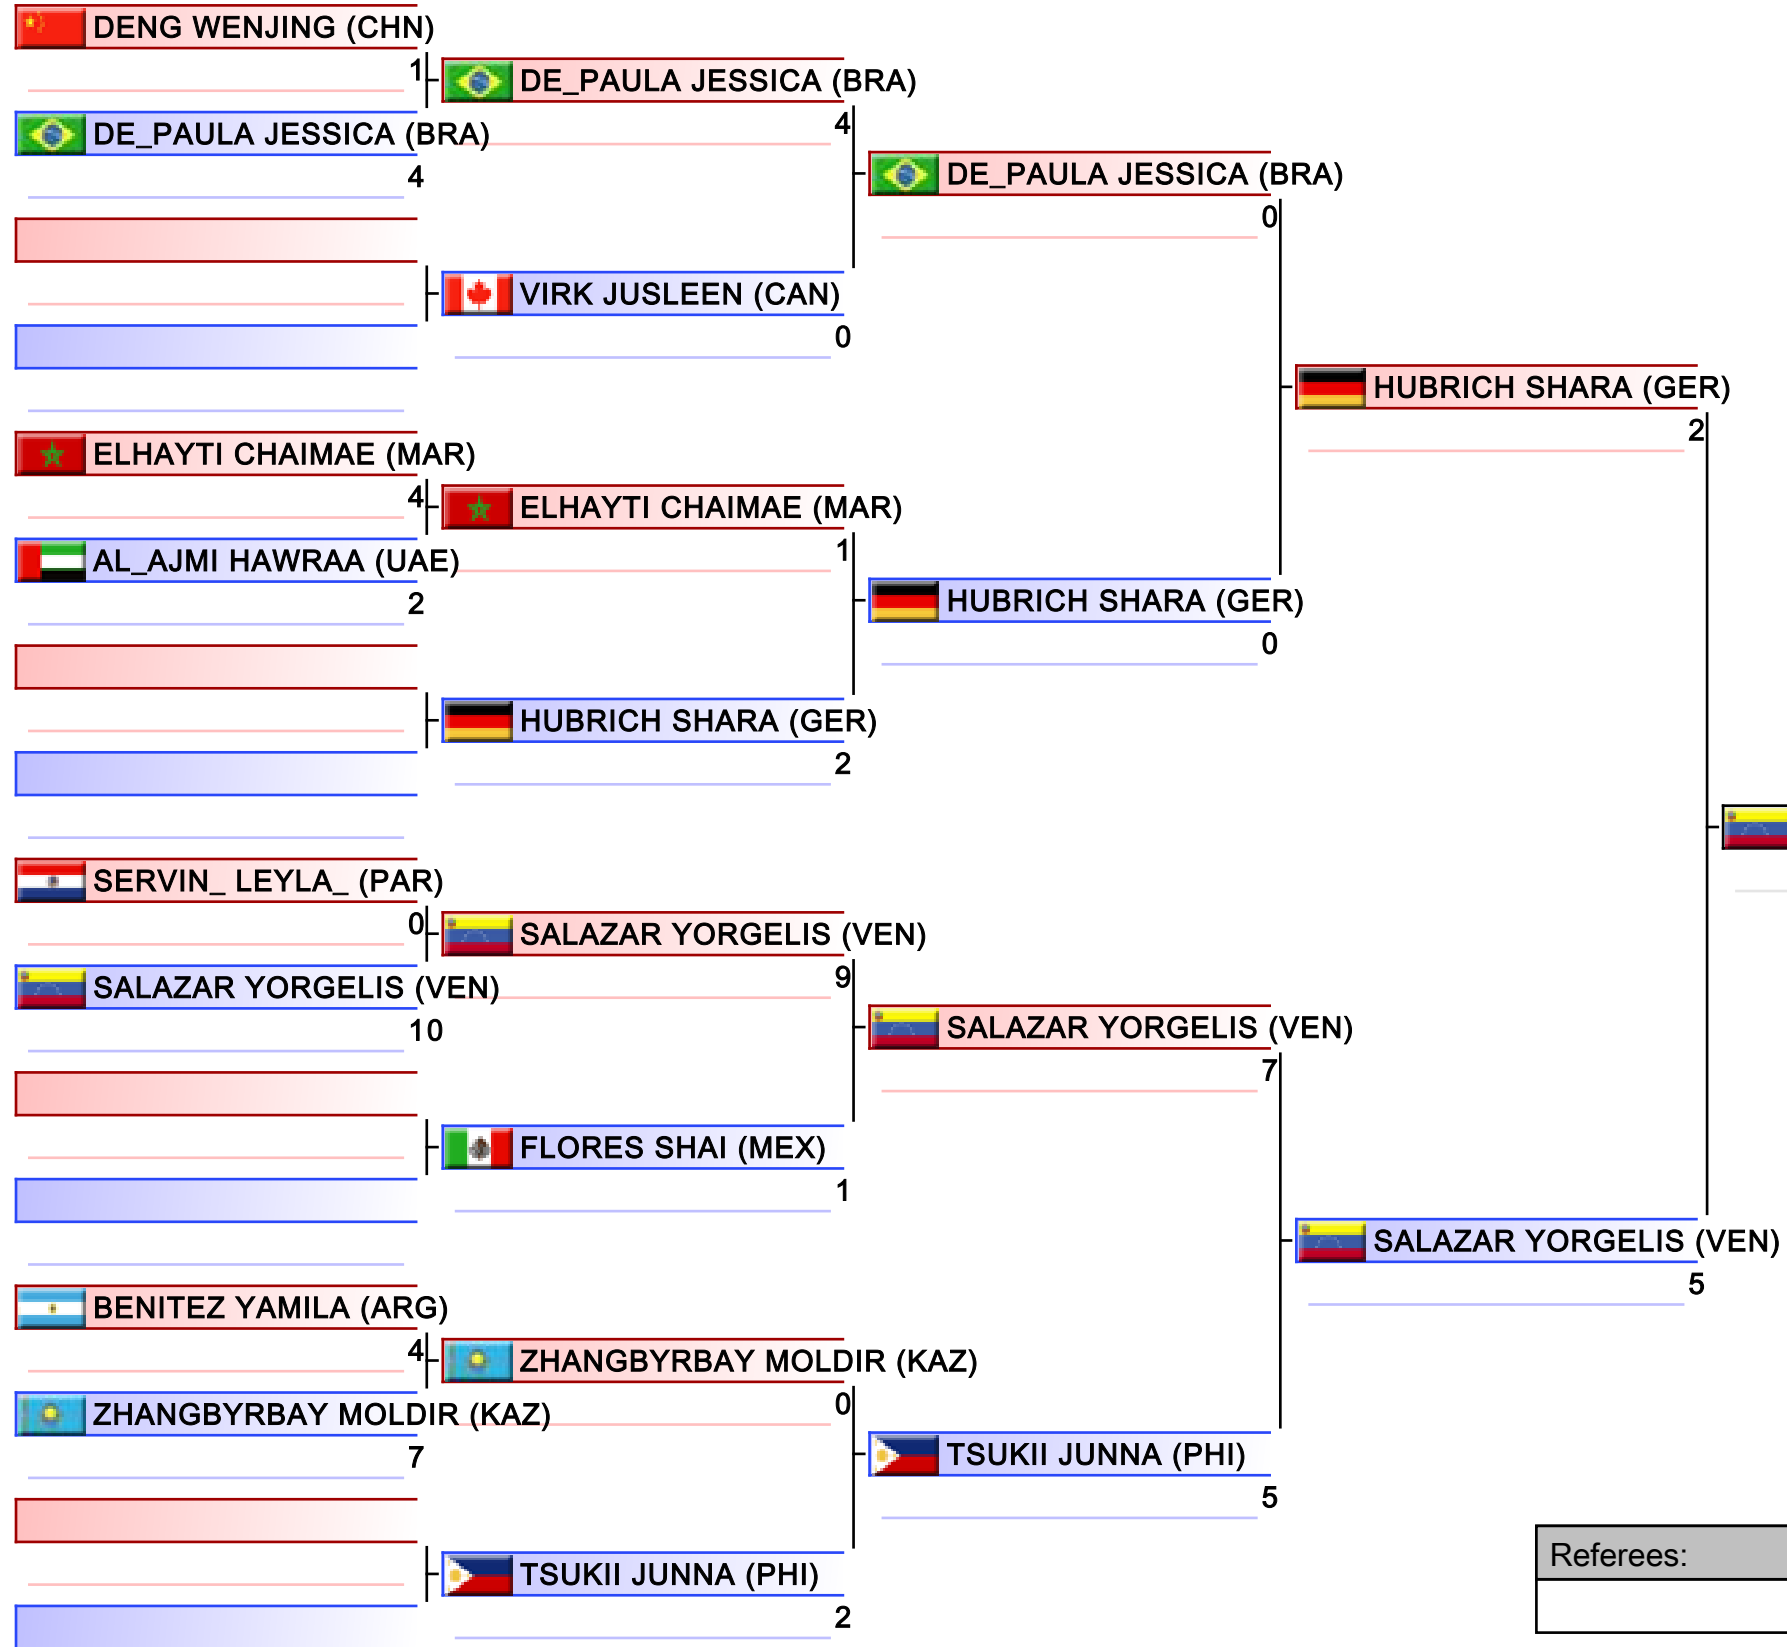 DENG WENJING (CHN)
1
DE_PAULA JESSICA (BRA)
DE_PAULA JESSICA (BRA)
4
4
DE_PAULA JESSICA (BRA)
0
VIRK JUSLEEN (CAN)
0
HUBRICH SHARA (GER)
2
ELHAYTI CHAIMAE (MAR)
4
ELHAYTI CHAIMAE (MAR)
1
AL_AJMI HAWRAA (UAE)
2
HUBRICH SHARA (GER)
0
HUBRICH SHARA (GER)
2
SERVIN_ LEYLA_ (PAR)
0
SALAZAR YORGELIS (VEN)
9
SALAZAR YORGELIS (VEN)
10
SALAZAR YORGELIS (VEN)
7
FLORES SHAI (MEX)
1
SALAZAR YORGELIS (VEN)
5
BENITEZ YAMILA (ARG)
4
ZHANGBYRBAY MOLDIR (KAZ)
0
ZHANGBYRBAY MOLDIR (KAZ)
7
TSUKII JUNNA (PHI)
5
TSUKII JUNNA (PHI)
2
Referees: